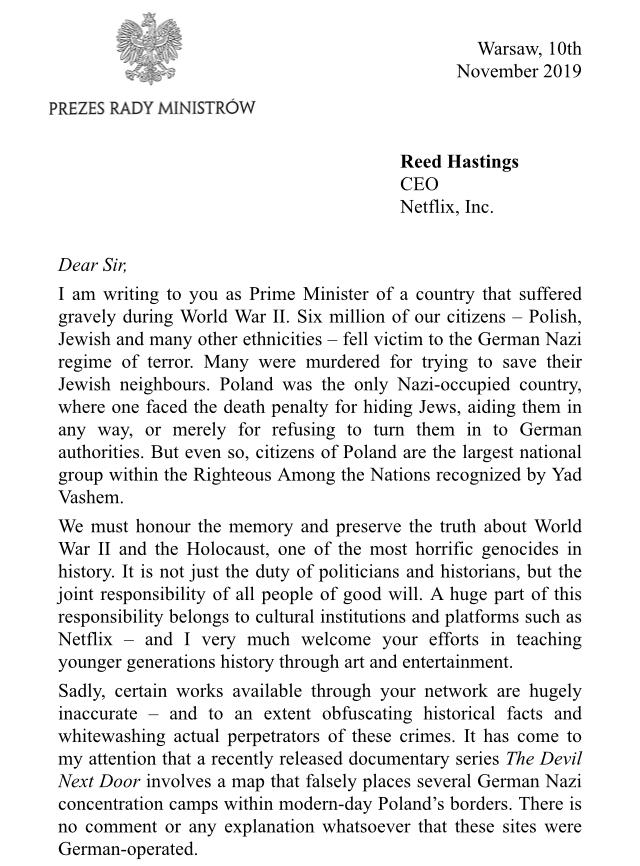 Warsaw, 10th
November 2019
PREZES RADY MINISTRÓW
Reed Hastings
CEO
Netflix, Inc.
Dear Sir,
I am writing to you as Prime Minister of a country that suffered
gravely during World War II. Six million of our citizens – Polish,
Jewish and many other ethnicities – fell victim to the German Nazi
regime of terror. Many were murdered for trying to save their
Jewish neighbours. Poland was the only Nazi-occupied country,
where one faced the death penalty for hiding Jews, aiding them in
any way, or merely for refusing to turn them in to German
authorities. But even so, citizens of Poland are the largest national
group within the Righteous Among the Nations recognized by Yad
Vashem.
We must honour the memory and preserve the truth about World
War II and the Holocaust, one of the most horrific genocides in
history. It is not just the duty of politicians and historians, but the
joint responsibility of all people of good will. A huge part of this
responsibility belongs to cultural institutions and platforms such as
Netflix – and I very much welcome your efforts in teaching
younger generations history through art and entertainment.
Sadly, certain works available through your network are hugely
inaccurate – and to an extent obfuscating historical facts and
whitewashing actual perpetrators of these crimes. It has come to
my attention that a recently released documentary series The Devil
Next Door involves a map that falsely places several German Nazi
concentration camps within modern-day Poland’s borders. There is
no comment or any explanation whatsoever that these sites were
German-operated.